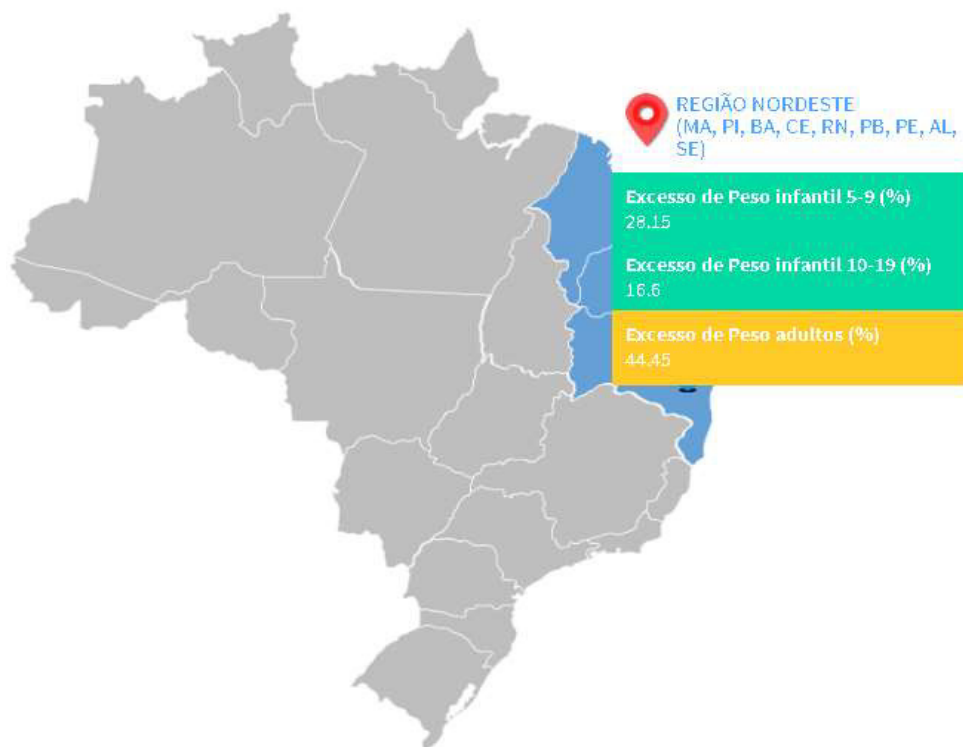 REGIÃO NORDESTE
(MA, PI, BA, CE, RN, PB, PE, AL,
SE)
Excesso de Peso infantil 5-9 (%)
28.15
Excesso de Peso infantil 10-19 (%)
16.6
Excesso de Peso adultos (%)
44.45